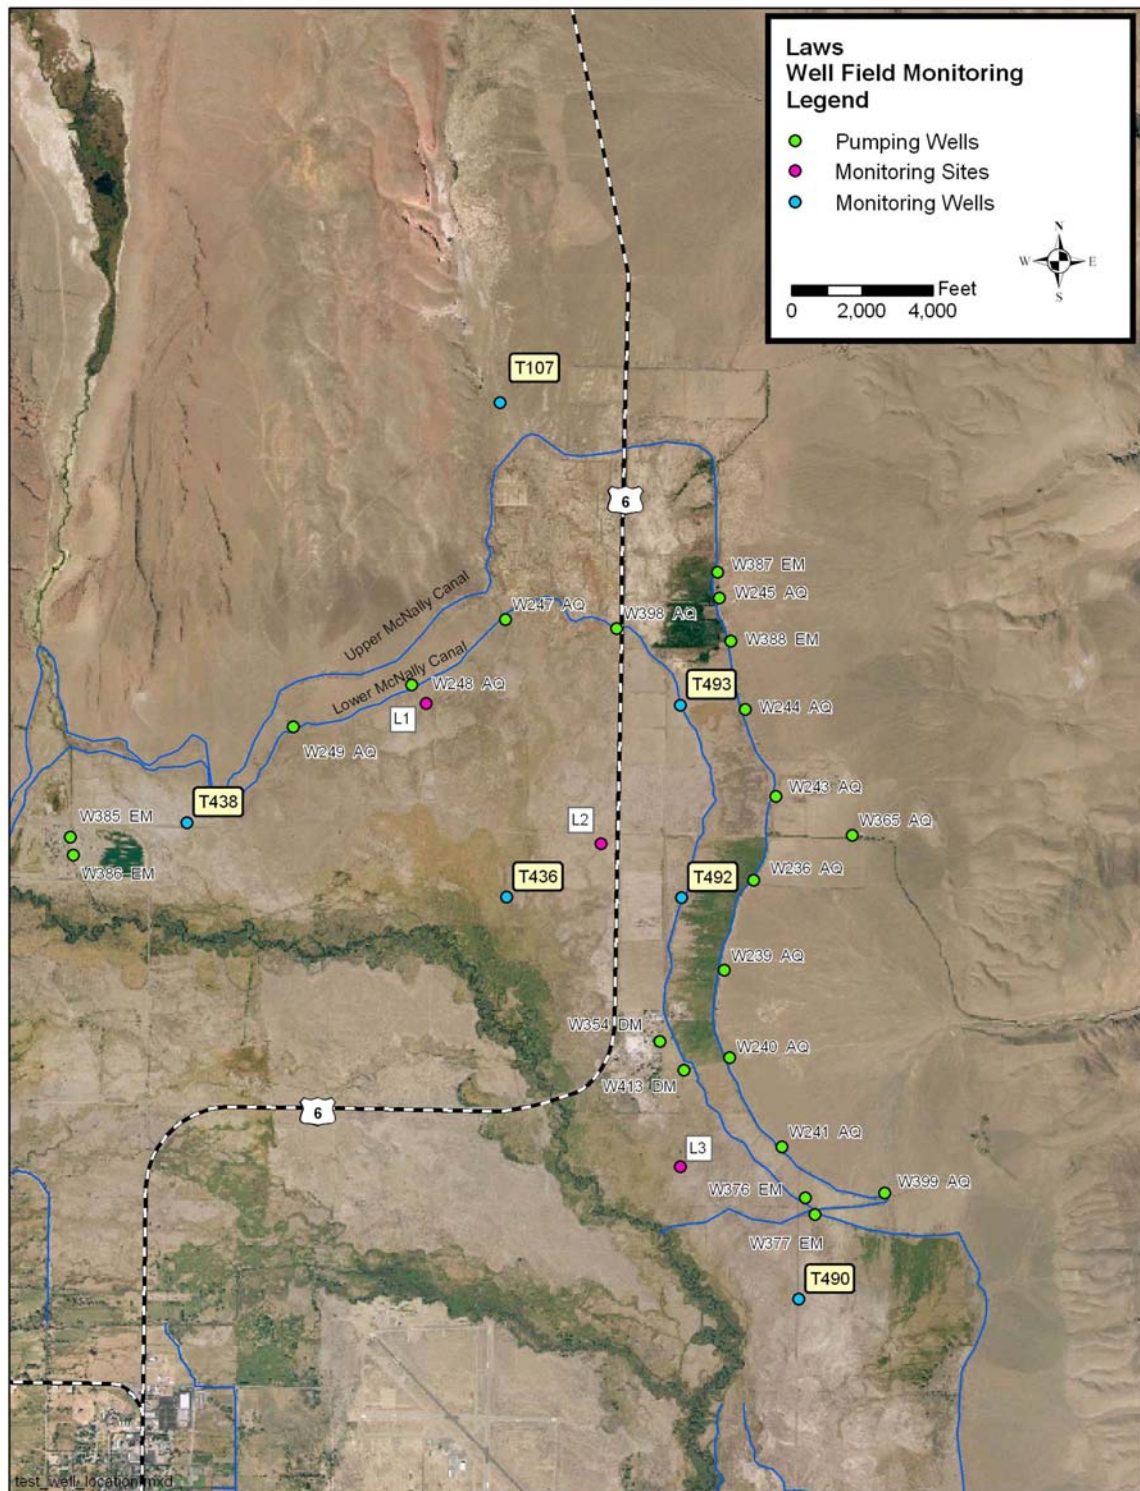 Laws
Well Field Monitoring
Legend
Pumping Wells
Monitoring Sites
Monitoring Wells
N
W E
S
Feet
0 2,000 4,000
T107
6
W387 EM
W245 AQ
W247 AQ
W398 AQ
W388 EM
Upper McNally Canal
Lower McNally Canal
W248 AQ
T493
L1
W244 AQ
W249 AQ
T438
W243 AQ
W385 EM
L2
W365 AQ
W386 EM
T436
T492
W236 AQ
W239 AQ
W354 DM
W240 AQ
W413 DM
6
W241 AQ
L3
W376 EM
W399 AQ
W377 EM
T490
test_well_location.mxd